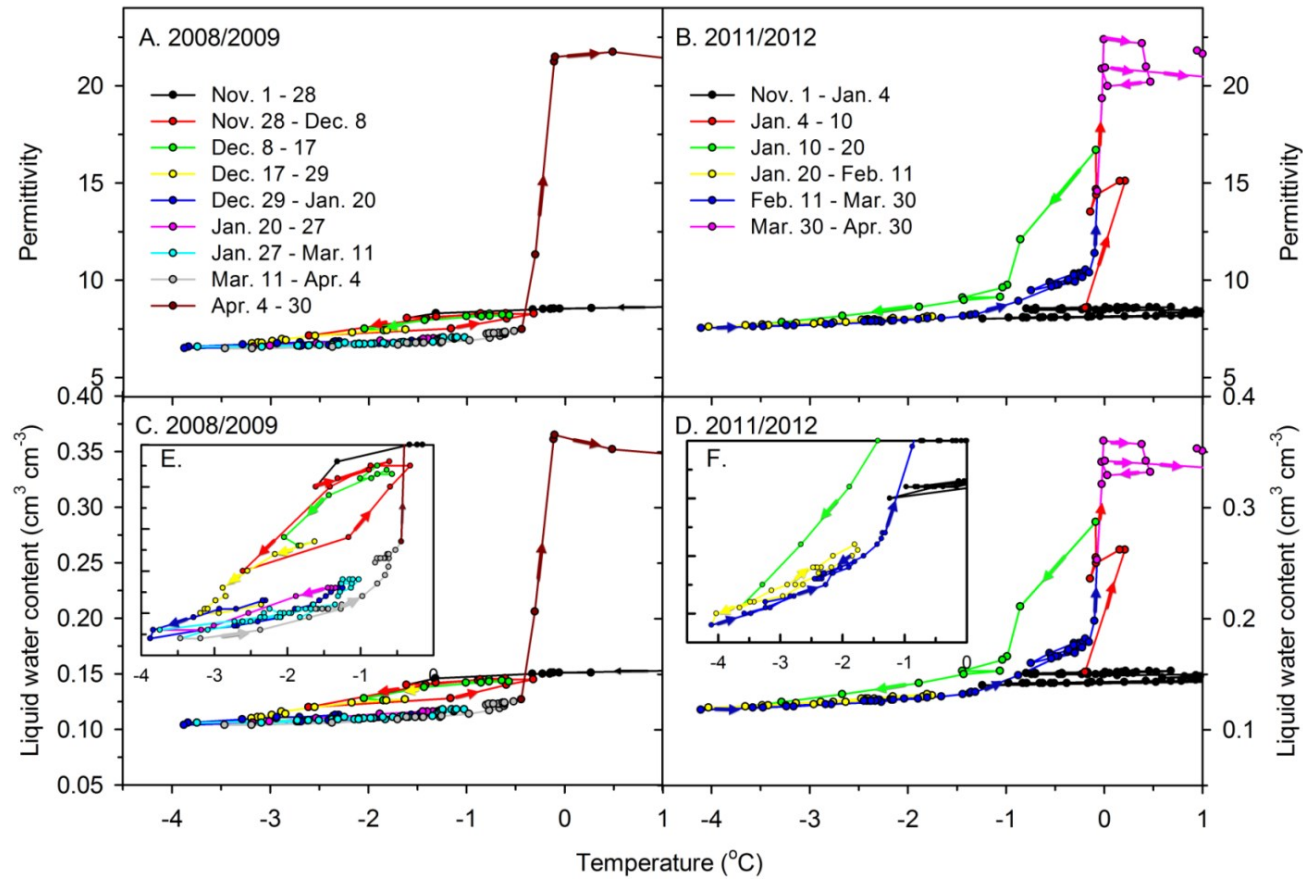 A. 2008/2009
Nov. 1 - 28
Nov. 28 - Dec. 8
Dec. 8 - 17
Dec. 17 - 29
Dec. 29 - Jan. 20
Jan. 20 - 27
Jan. 27 - Mar. 11
Mar. 11 - Apr. 4
Apr. 4 - 30
Permittivity
20
15
10
5
B. 2011/2012
Nov. 1 - Jan. 4
Jan. 4 - 10
Jan. 10 - 20
Jan. 20 - Feb. 11
Feb. 11 - Mar. 30
Mar. 30 - Apr. 30
Permittivity
20
15
10
5
C. 2008/2009
E.
-4 -3 -2 -1 0
Liquid water content (cm³ cm⁻³)
0.40
0.35
0.30
0.25
0.20
0.15
0.10
0.05
-4 -3 -2 -1 0
D. 2011/2012
F.
-4 -3 -2 -1 0
Liquid water content (cm³ cm⁻³)
0.4
0.3
0.2
0.1
-4 -3 -2 -1 0 1
Temperature (°C)